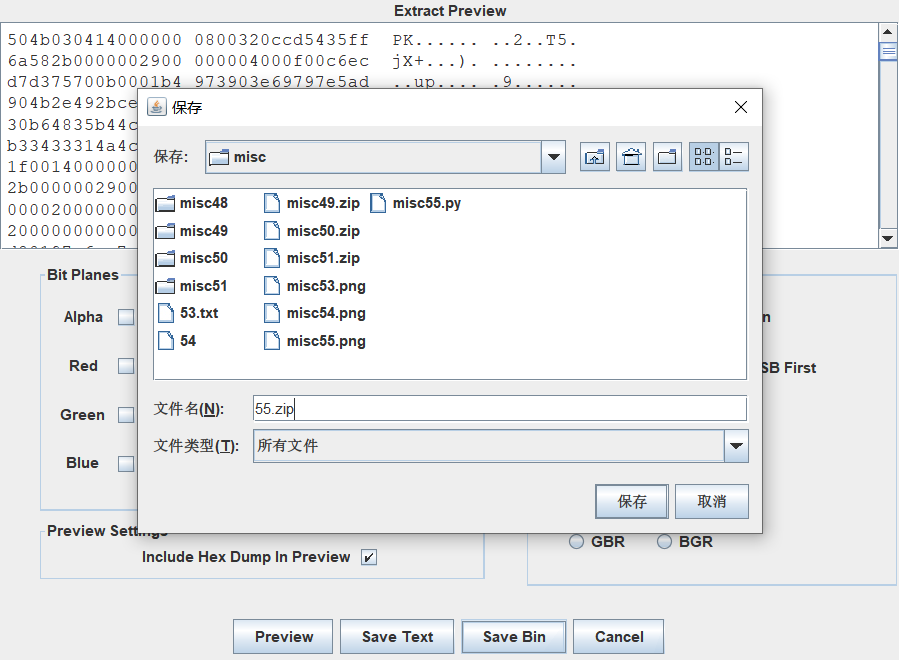 Extract Preview
504b030414000000 0800320ccd5435ff PK...... ..2..T5.
6a582b0000002900 000004000f00c6ec jX+...). ........
d7d375700b0001b4 973903e69797e5ad ..up.... .9......
904b2e492bce
保存
30b64835b44c
b33433314a4c
保存: misc
1f0014000000
2b0000002900
misc48 misc49.zip misc55.py
0000200000000
misc49 misc50.zip
200000000000
misc50 misc51.zip
Bit Planes
misc51 misc53.png
Alpha
53.txt misc54.png
54 misc55.png
Red
SB First
文件名(N): 55.zip
Green
文件类型(T): 所有文件
Blue
保存 取消
Preview Settings
GBR BGR
Include Hex Dump In Preview
Preview Save Text Save Bin Cancel